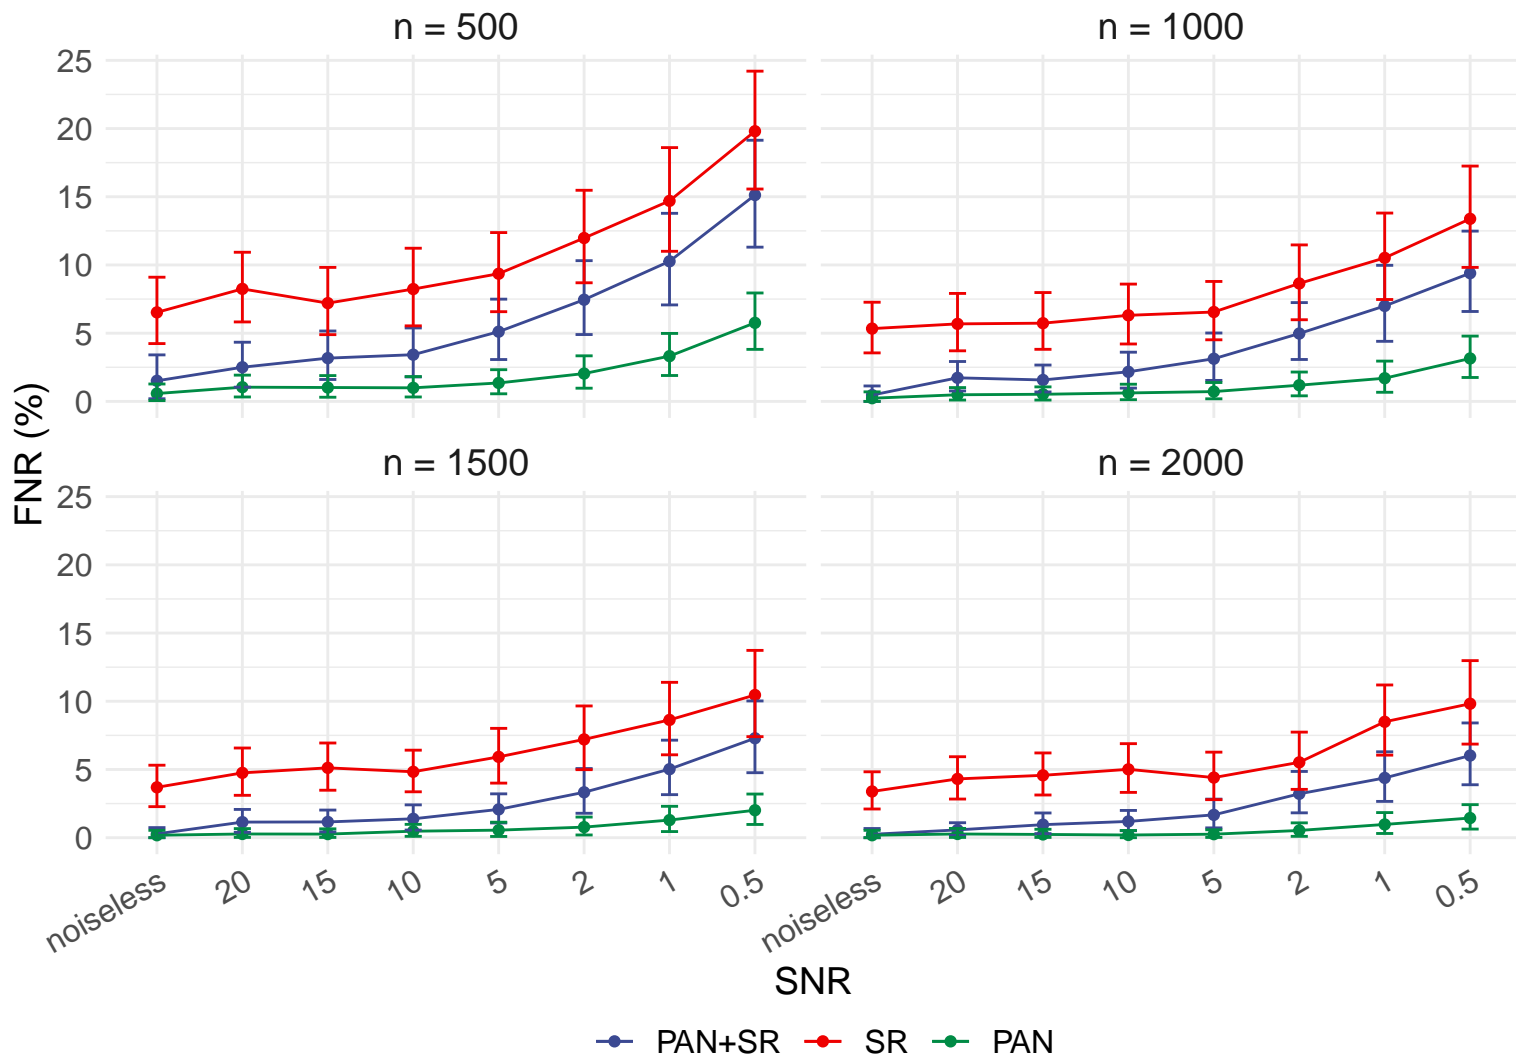 n = 500
n = 1000
25
20
15
10
5
0
n = 1500
n = 2000
25
20
15
10
5
0
FNR (%)
noiseless 20 15 10 5 2 1 0.5
noiseless 20 15 10 5 2 1 0.5
SNR
PAN+SR SR PAN